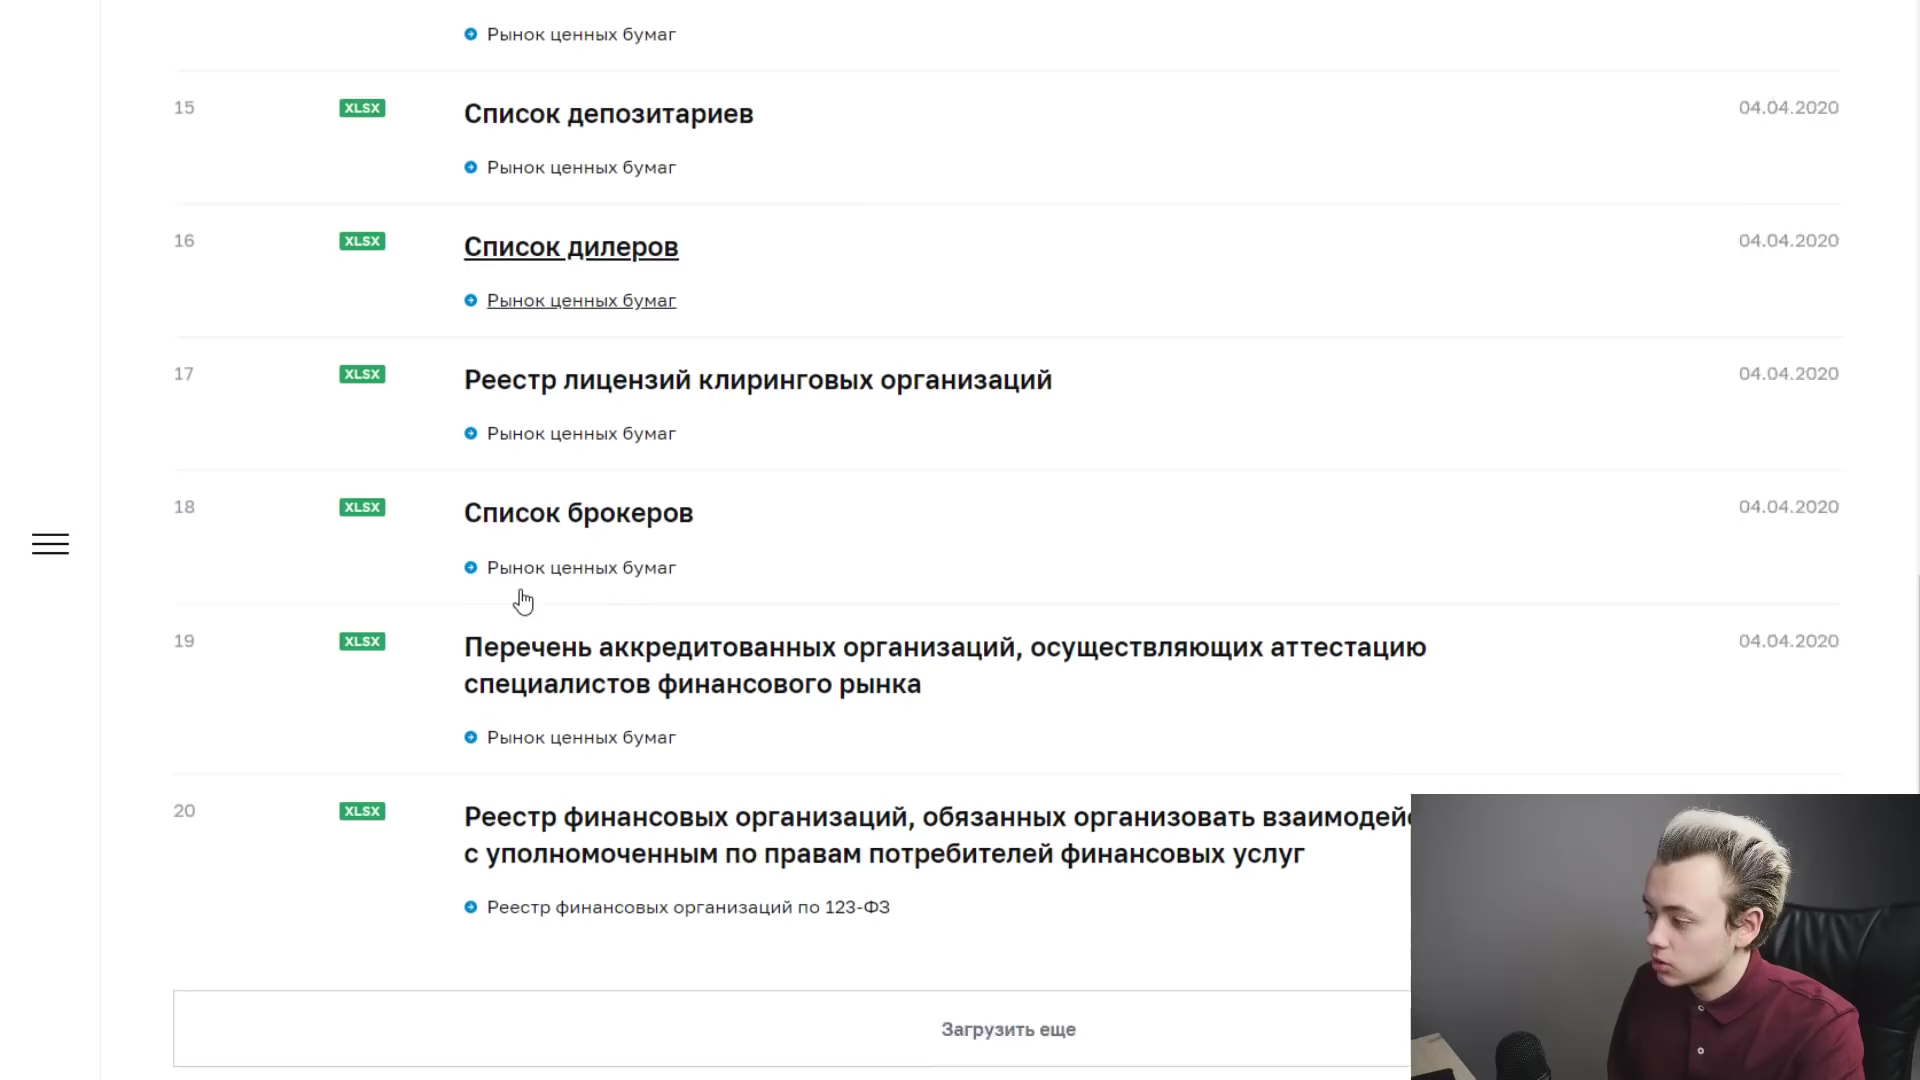 Рынок ценных бумаг
15
XLSX
Список депозитариев
04.04.2020
Рынок ценных бумаг
16
XLSX
Список дилеров
04.04.2020
Рынок ценных бумаг
17
XLSX
Реестр лицензий клиринговых организаций
04.04.2020
Рынок ценных бумаг
18
XLSX
Список брокеров
04.04.2020
Рынок ценных бумаг
19
XLSX
Перечень аккредитованных организаций, осуществляющих аттестацию
04.04.2020
специалистов финансового рынка
Рынок ценных бумаг
20
XLSX
Реестр финансовых организаций, обязанных организовать взаимодейс
с уполномоченным по правам потребителей финансовых услуг
Реестр финансовых организаций по 123-ФЗ
Загрузить еще